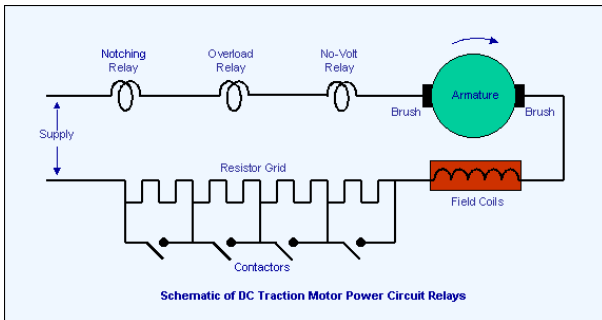 Notching
Relay
Overload
Relay
No-Volt
Relay
Armature
Brush
Brush
Supply
Resistor Grid
Field Coils
Contactors
Schematic of DC Traction Motor Power Circuit Relays